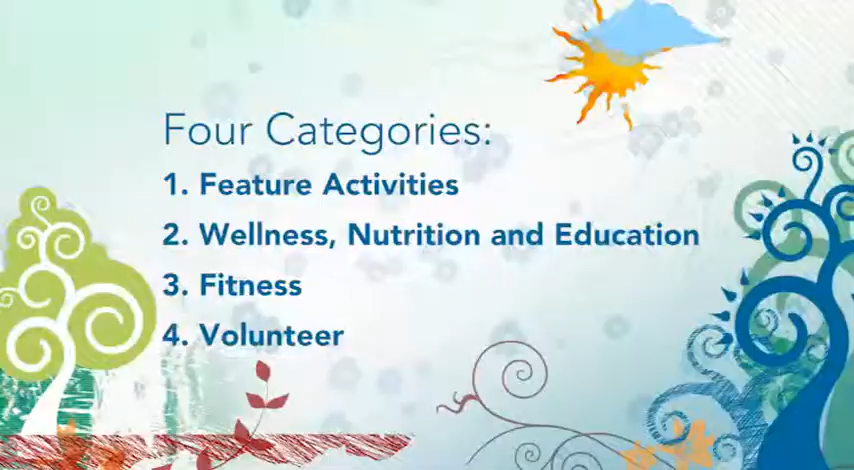 Four Categories:
1. Feature Activities
2. Wellness, Nutrition and Education
3. Fitness
4. Volunteer